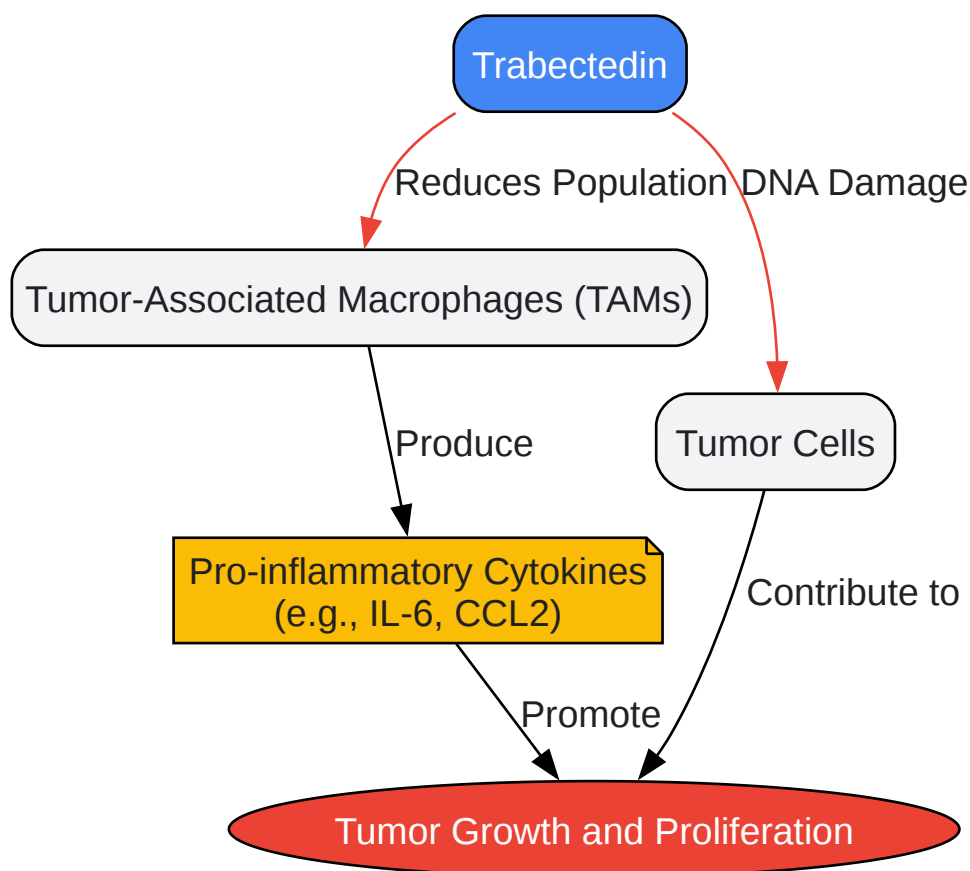 Trabectedin
Reduces Population
DNA Damage
Tumor-Associated Macrophages (TAMs)
Produce
Tumor Cells
Pro-inflammatory Cytokines
(e.g., IL-6, CCL2)
Contribute to
Promote
Tumor Growth and Proliferation